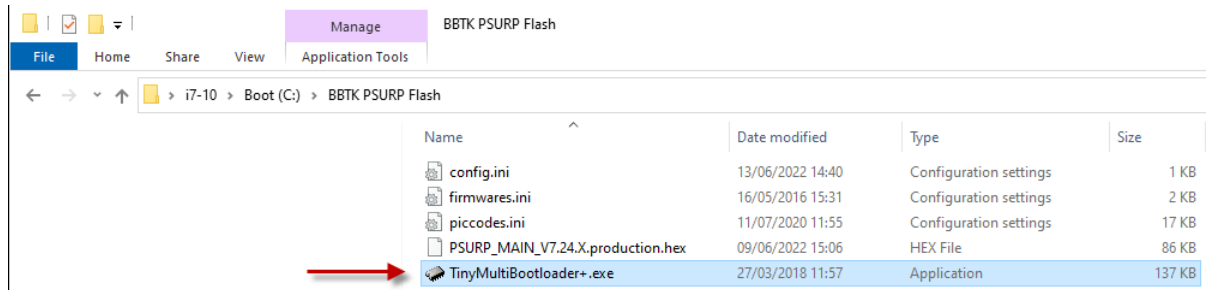 Manage BBTK PSURP Flash
File Home Share View Application Tools
i7-10 Boot (C:) BBTK PSURP Flash
Name Date modified Type Size
config.ini 13/06/2022 14:40 Configuration settings 1 KB
firmwares.ini 16/05/2016 15:31 Configuration settings 2 KB
piccodes.ini 11/07/2020 11:55 Configuration settings 17 KB
PSURP_MAIN_V7.24.X.production.hex 09/06/2022 15:06 HEX File 86 KB
TinyMultiBootloader+.exe 27/03/2018 11:57 Application 137 KB